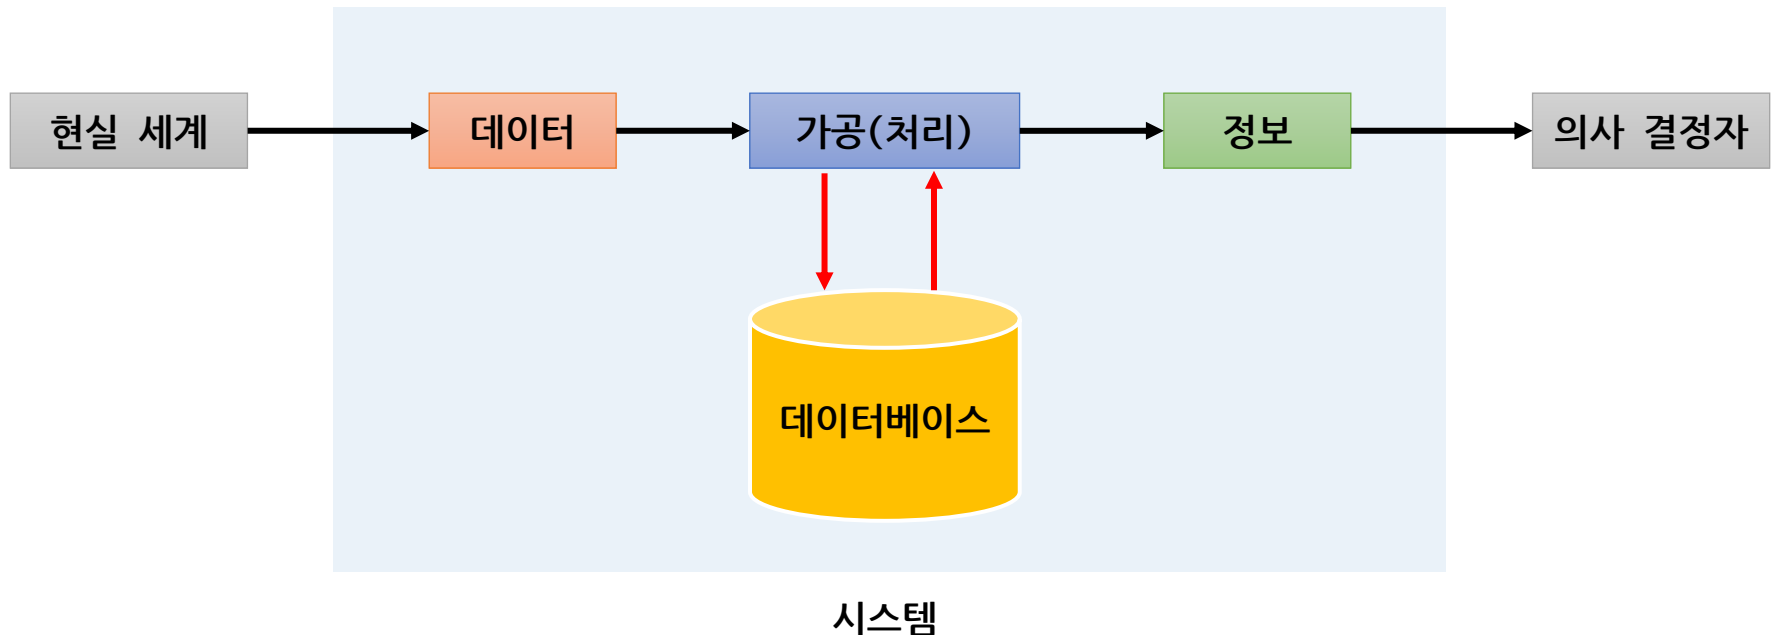 현실 세계
데이터
가공(처리)
정보
의사 결정자
데이터베이스
시스템